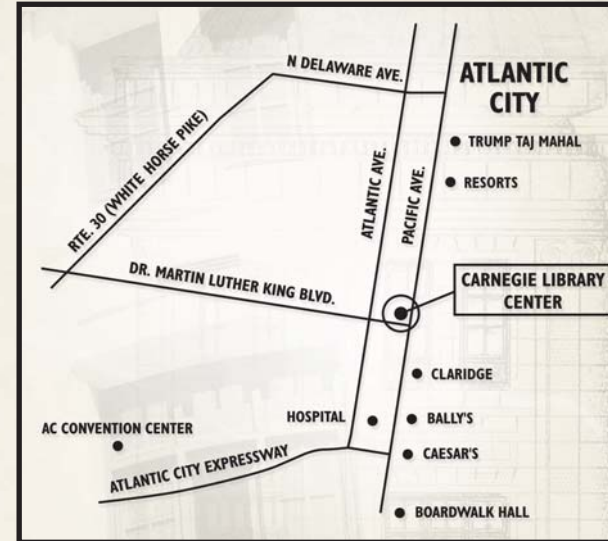 N DELAWARE AVE.
ATLANTIC
CITY
TRUMP TAJ MAHAL
RESORTS
RTE. 30 (WHITE HORSE PIKE)
ATLANTIC AVE.
PACIFIC AVE.
DR. MARTIN LUTHER KING BLVD.
CARNEGIE LIBRARY
CENTER
CLARIDGE
HOSPITAL
BALLY'S
AC CONVENTION CENTER
CAESAR'S
ATLANTIC CITY EXPRESSWAY
BOARDWALK HALL